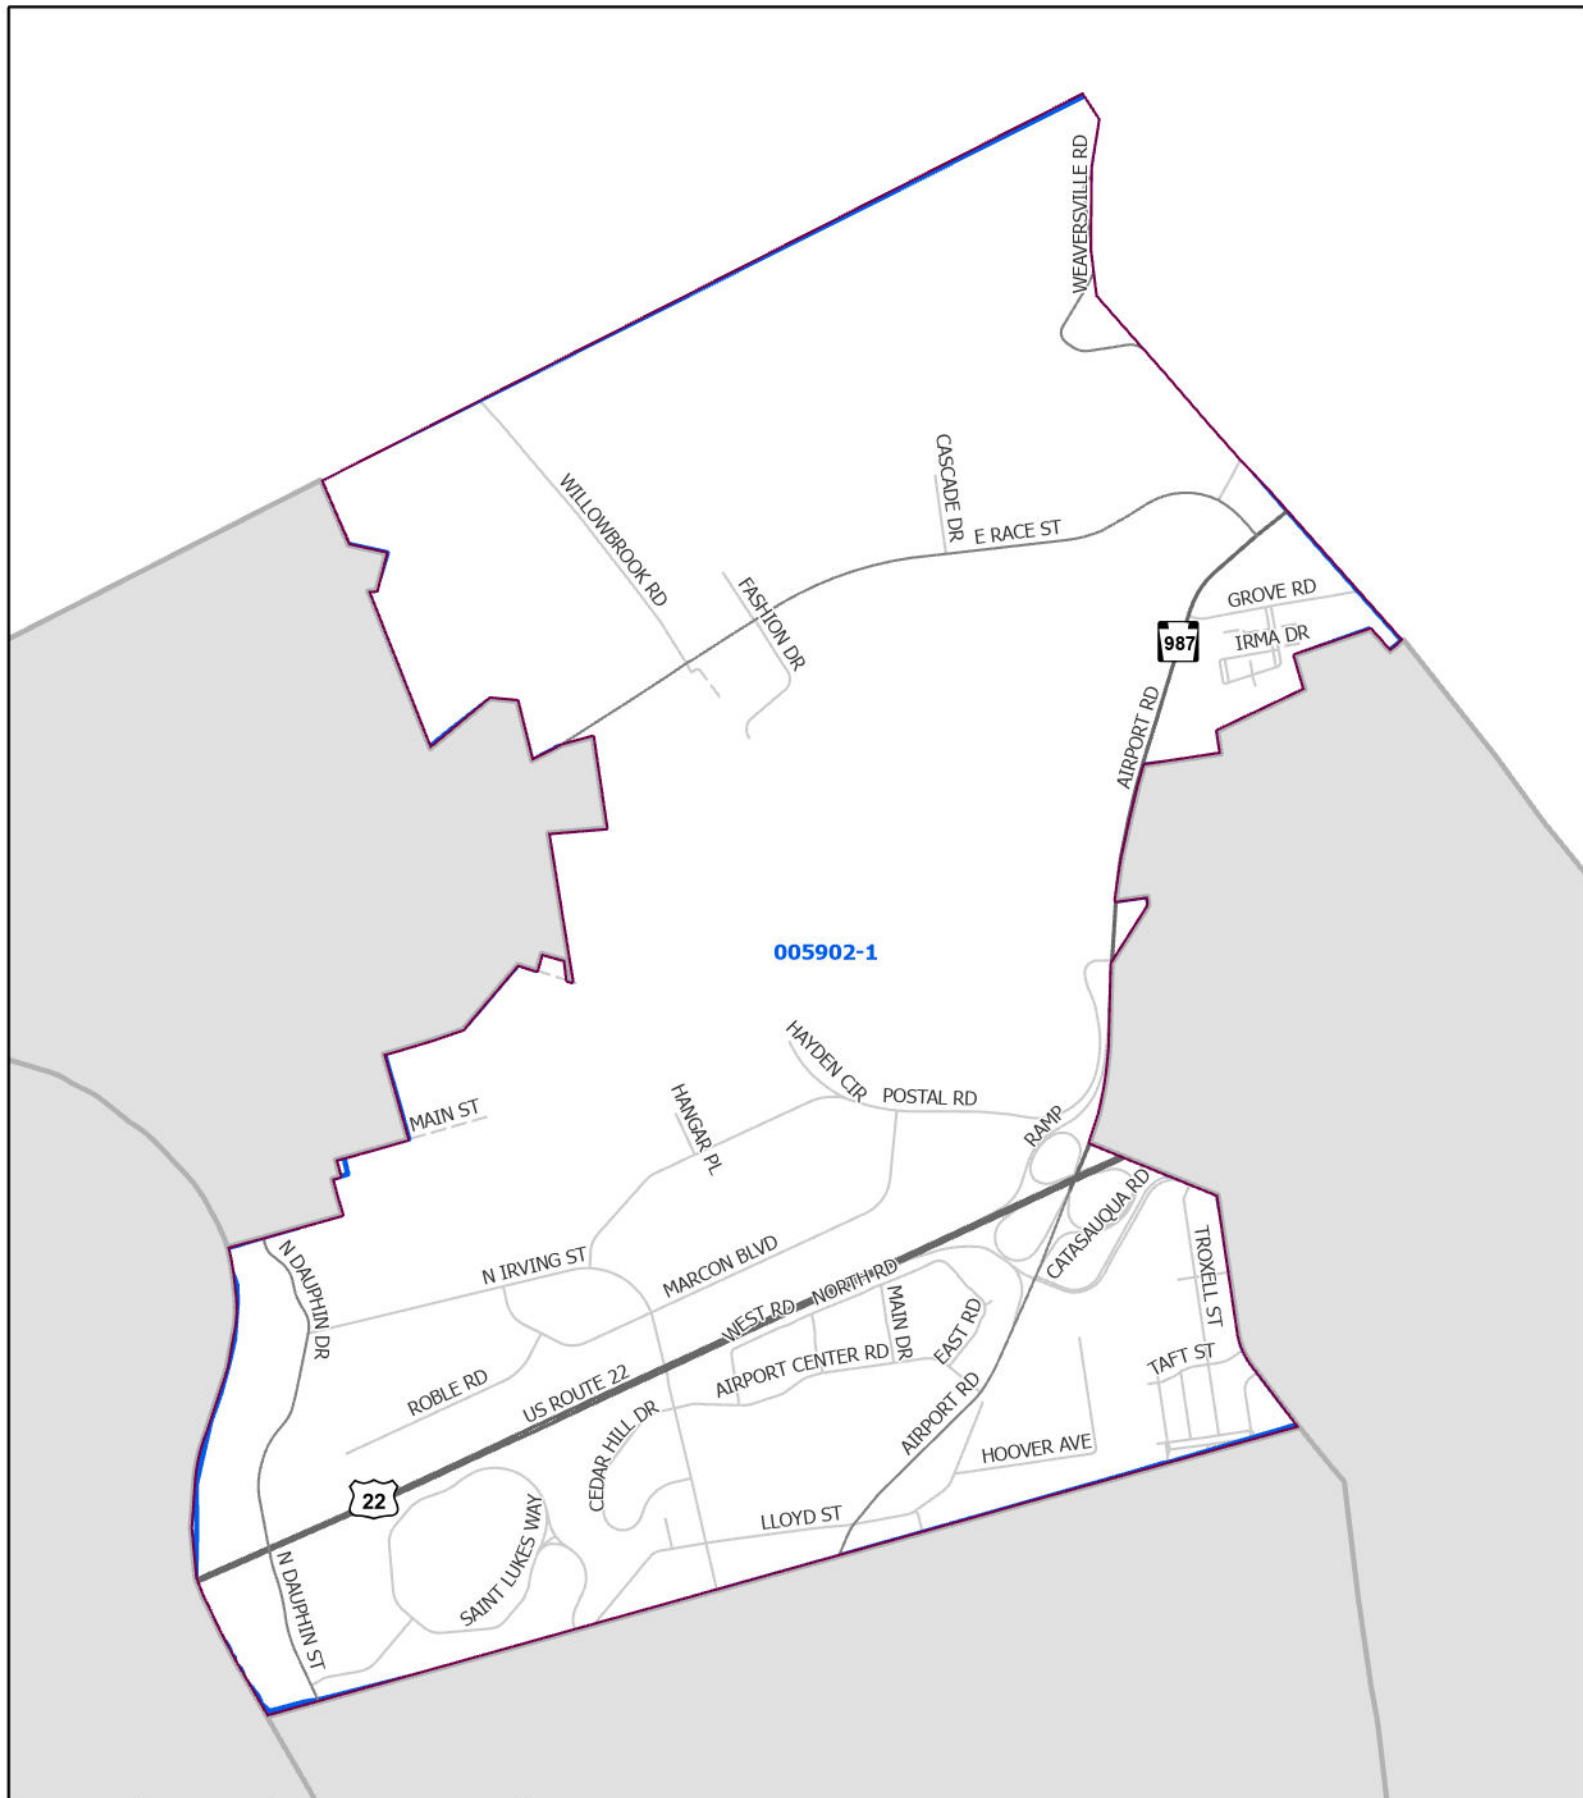 WEAVERSVILLE RD
CASCADE DR
E RACE ST
WILLOWBROOK RD
FASHION DR
GROVE RD
IRMA DR
987
AIRPORT RD
005902-1
HAYDEN CIR
POSTAL RD
HANGAR PL
MAIN ST
RAMP
CATASAUQUA RD
N DAUPHIN DR
N IRVING ST
MARCON BLVD
TROXELL ST
WEST RD
NORTH RD
MAIN DR
EAST RD
TAFT ST
AIRPORT CENTER RD
ROBLE RD
US ROUTE 22
CEDAR HILL DR
AIRPORT RD
HOOVER AVE
22
SAINT LUKES WAY
LLOYD ST
N DAUPHIN ST